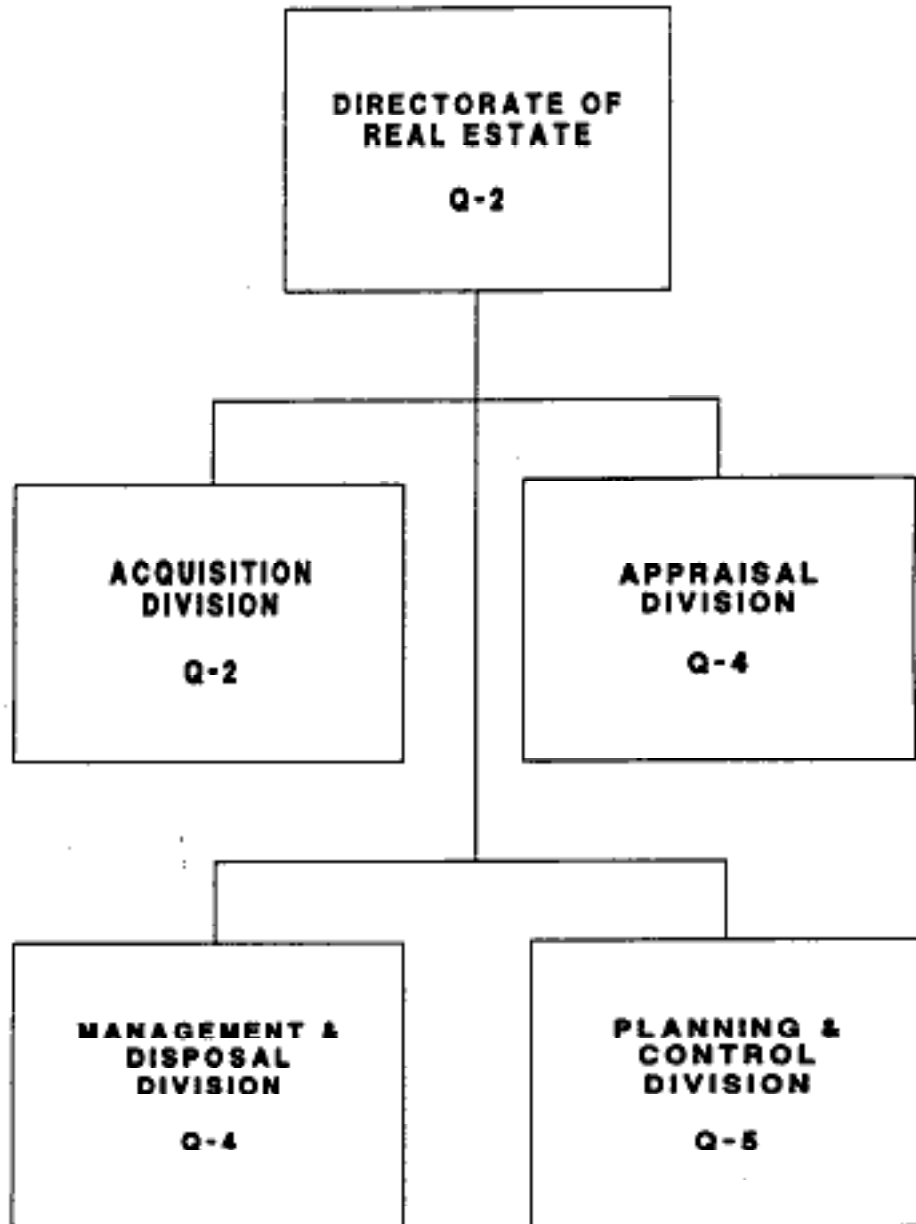 DIRECTORATE OF
REAL ESTATE
Q-2
ACQUISITION
DIVISION
Q-2
APPRAISAL
DIVISION
Q-4
MANAGEMENT &
DISPOSAL
DIVISION
Q-4
PLANNING &
CONTROL
DIVISION
Q-5